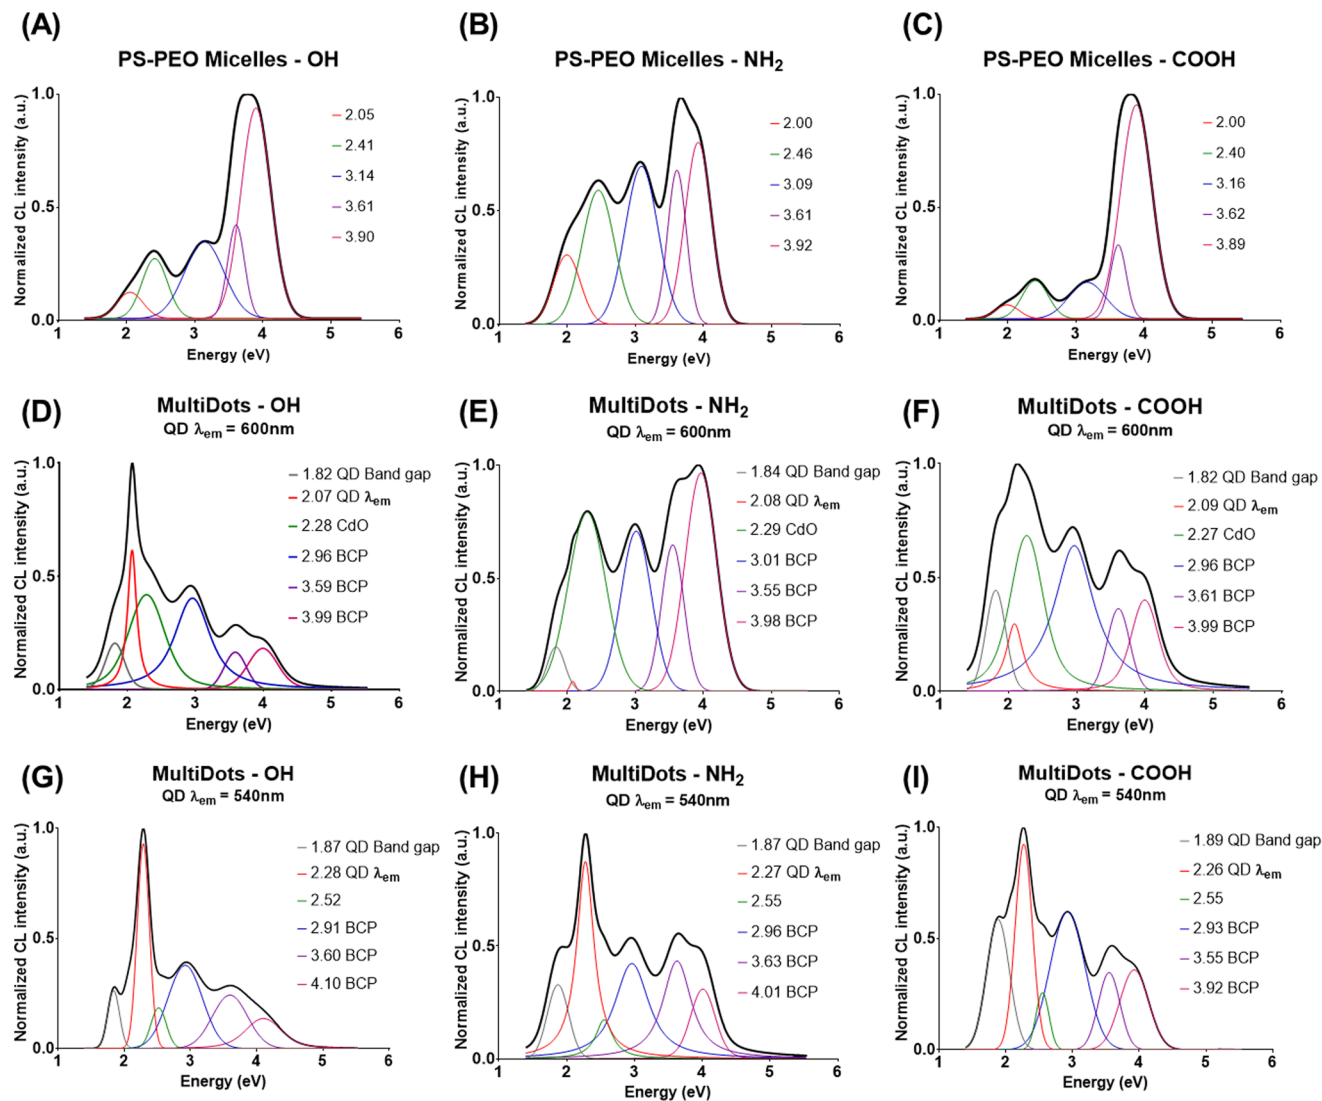 (A)
PS-PEO Micelles - OH
Normalized CL intensity (a.u.)
1.0
0.5
0.0
2.05
2.41
3.14
3.61
3.90
1 2 3 4 5 6
Energy (eV)
(B)
PS-PEO Micelles - NH2
Normalized CL intensity (a.u.)
1.0
0.5
0.0
2.00
2.46
3.09
3.61
3.92
1 2 3 4 5 6
Energy (eV)
(C)
PS-PEO Micelles - COOH
Normalized CL intensity (a.u.)
1.0
0.5
0.0
2.00
2.40
3.16
3.62
3.89
1 2 3 4 5 6
Energy (eV)
(D)
MultiDots - OH
QD λem = 600nm
Normalized CL intensity (a.u.)
1.0
0.5
0.0
1.82 QD Band gap
2.07 QD λem
2.28 CdO
2.96 BCP
3.59 BCP
3.99 BCP
1 2 3 4 5 6
Energy (eV)
(E)
MultiDots - NH2
QD λem = 600nm
Normalized CL intensity (a.u.)
1.0
0.5
0.0
1.84 QD Band gap
2.08 QD λem
2.29 CdO
3.01 BCP
3.55 BCP
3.98 BCP
1 2 3 4 5 6
Energy (eV)
(F)
MultiDots - COOH
QD λem = 600nm
Normalized CL intensity (a.u.)
1.0
0.5
0.0
1.82 QD Band gap
2.09 QD λem
2.27 CdO
2.96 BCP
3.61 BCP
3.99 BCP
1 2 3 4 5 6
Energy (eV)
(G)
MultiDots - OH
QD λem = 540nm
Normalized CL intensity (a.u.)
1.0
0.5
0.0
1.87 QD Band gap
2.28 QD λem
2.52
2.91 BCP
3.60 BCP
4.10 BCP
1 2 3 4 5 6
Energy (eV)
(H)
MultiDots - NH2
QD λem = 540nm
Normalized CL intensity (a.u.)
1.0
0.5
0.0
1.87 QD Band gap
2.27 QD λem
2.55
2.96 BCP
3.63 BCP
4.01 BCP
1 2 3 4 5 6
Energy (eV)
(I)
MultiDots - COOH
QD λem = 540nm
Normalized CL intensity (a.u.)
1.0
0.5
0.0
1.89 QD Band gap
2.26 QD λem
2.55
2.93 BCP
3.55 BCP
3.92 BCP
1 2 3 4 5 6
Energy (eV)